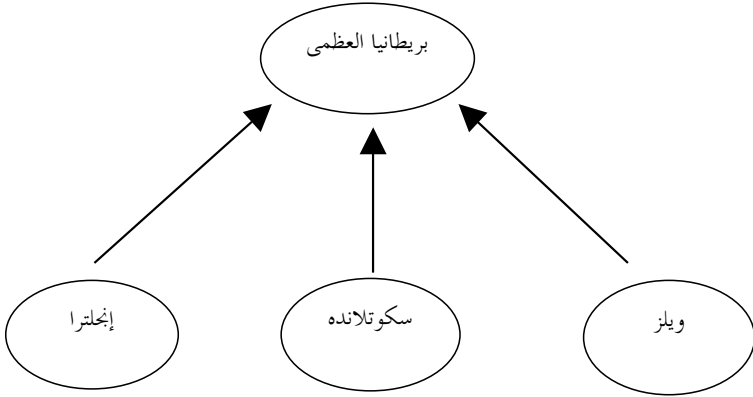 بريطانيا العظمى
ويلز
سكوتلانده
إنجلترا